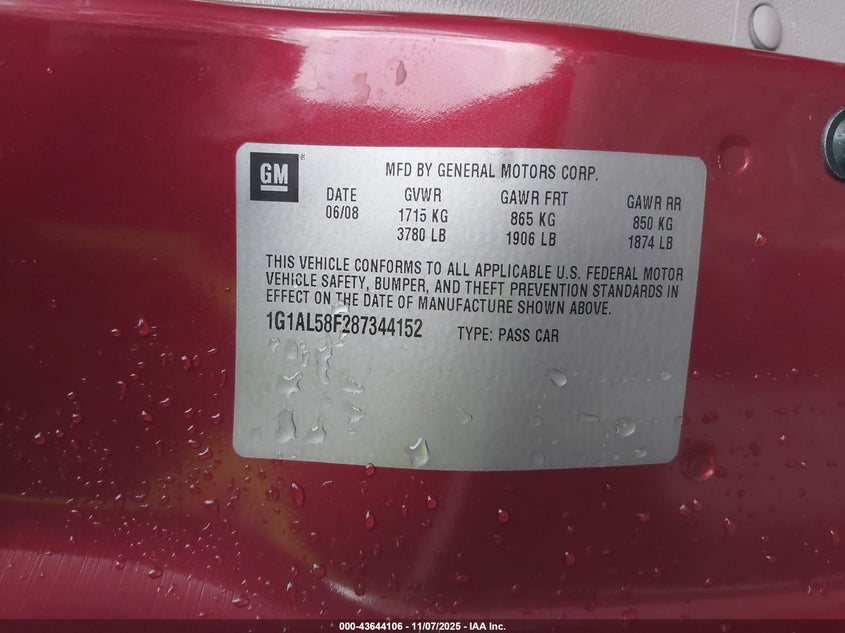 GM
MFD BY GENERAL MOTORS CORP.
DATE GVWR GAWR FRT GAWR RR
06/08 1715 KG 865 KG 850 KG
3780 LB 1906 LB 1874 LB
THIS VEHICLE CONFORMS TO ALL APPLICABLE U.S. FEDERAL MOTOR
VEHICLE SAFETY, BUMPER, AND THEFT PREVENTION STANDARDS IN
EFFECT ON THE DATE OF MANUFACTURE SHOWN ABOVE.
1G1AL58F287344152 TYPE: PASS CAR
000-43644106 — 11/07/2025 — IAA Inc.